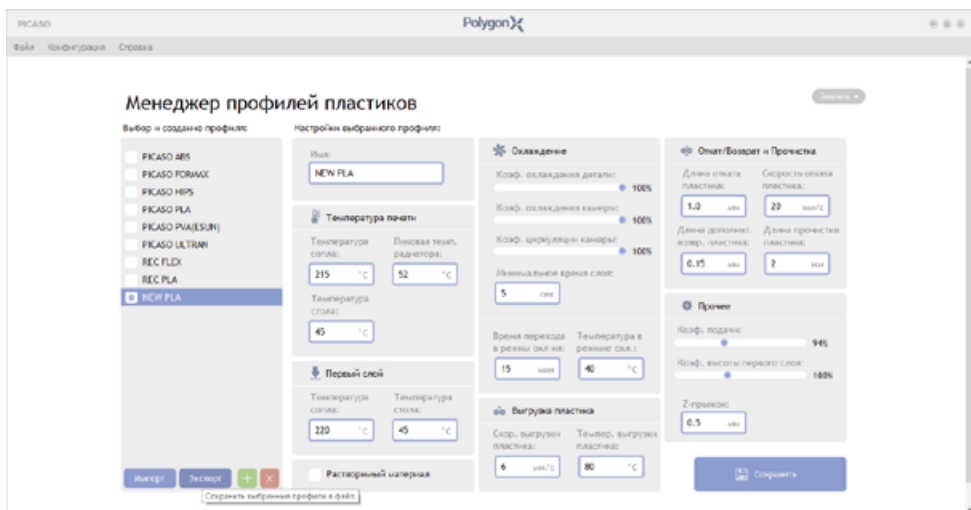 PICASO
Polygon X
Файл Конфигурация Справка
Менеджер профилей пластиков
Закрыть
Выбор и создание профиля:
PICASO ABS
PICASO FORMAX
PICASO HIPS
PICASO PLA
PICASO PVA(ESUN)
PICASO ULTRAN
REC FLEX
REC PLA
NEW PLA
Импорт Экспорт + ×
Сохранить выбранные профили в файл
Настройки выбранного профиля:
Имя:
NEW PLA
Температура печати
Температура
сопла:
215 °C
Пиковая темп.
радиатора:
52 °C
Температура
стола:
45 °C
Первый слой
Температура
сопла:
220 °C
Температура
стола:
45 °C
Растворимый материал
Охлаждение
Коэф. охлаждения детали:
100%
Коэф. охлаждения камеры:
100%
Коэф. циркуляции камеры:
100%
Минимальное время слоя:
5 сек
Время перехода
в режим охл-ия:
15 мин
Температура в
режиме охл.:
40 °C
Выгрузка пластика
Скор. выгрузки
пластика:
6 мм/с
Темпер. выгрузки
пластика:
80 °C
Откат/Возврат и Прочистка
Длина отката
пластика:
1.0 мм
Скорость отката
пластика:
20 мм/с
Длина дополнит.
возвр. пластика:
0.15 мм
Длина прочистки
пластика:
2 мм
Прочее
Коэф. подачи:
94%
Коэф. высоты первого слоя:
100%
Z-прыжок:
0.5 мм
Сохранить